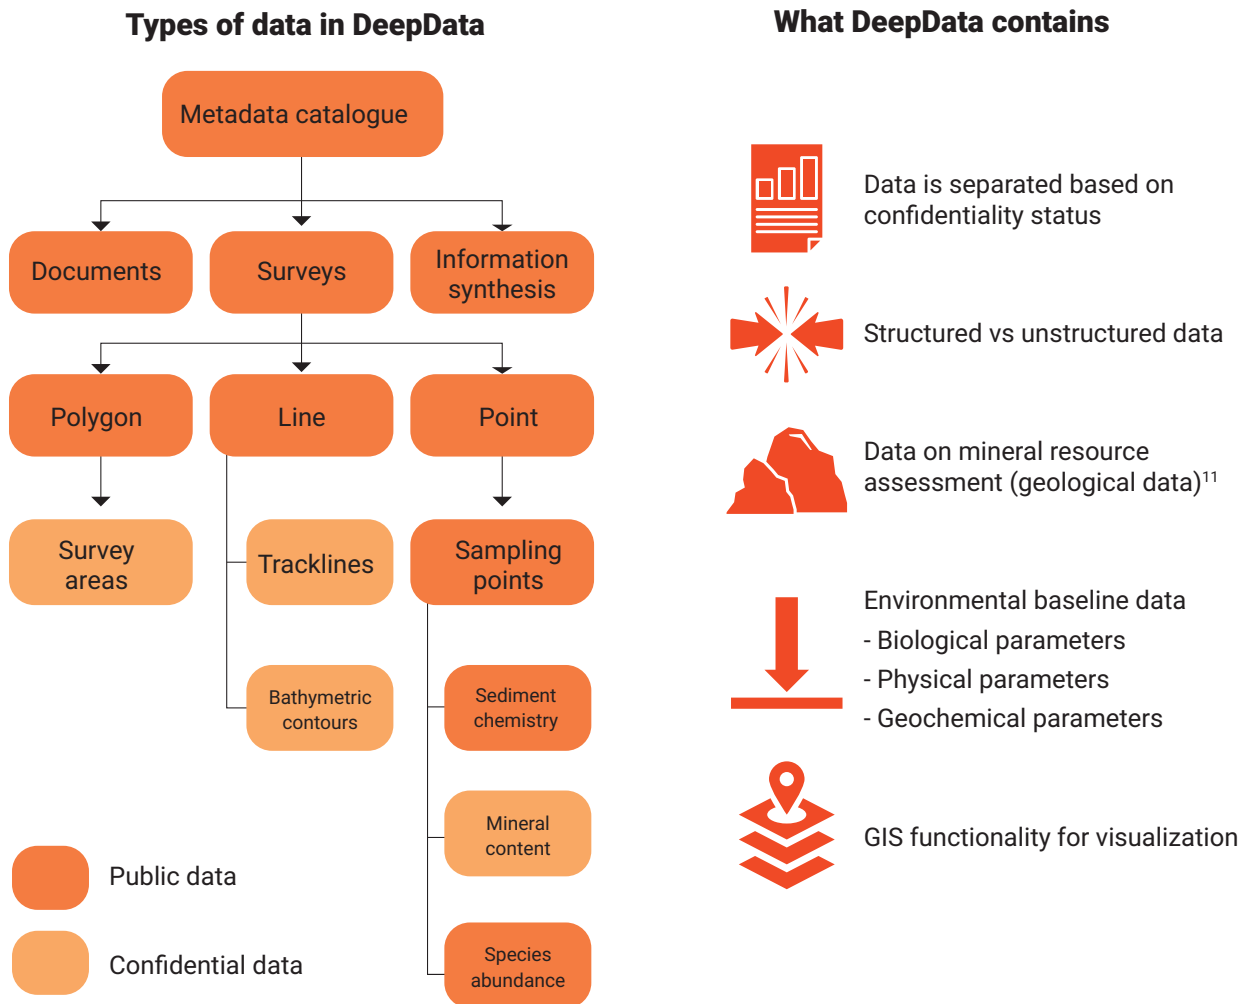 Types of data in DeepData
Metadata catalogue
Documents
Surveys
Information
synthesis
Polygon
Line
Point
Survey
areas
Tracklines
Sampling
points
Bathymetric
contours
Sediment
chemistry
Mineral
content
Species
abundance
Public data
Confidential data
What DeepData contains
Data is separated based on
confidentiality status
Structured vs unstructured data
Data on mineral resource
assessment (geological data)¹¹
Environmental baseline data
- Biological parameters
- Physical parameters
- Geochemical parameters
GIS functionality for visualization